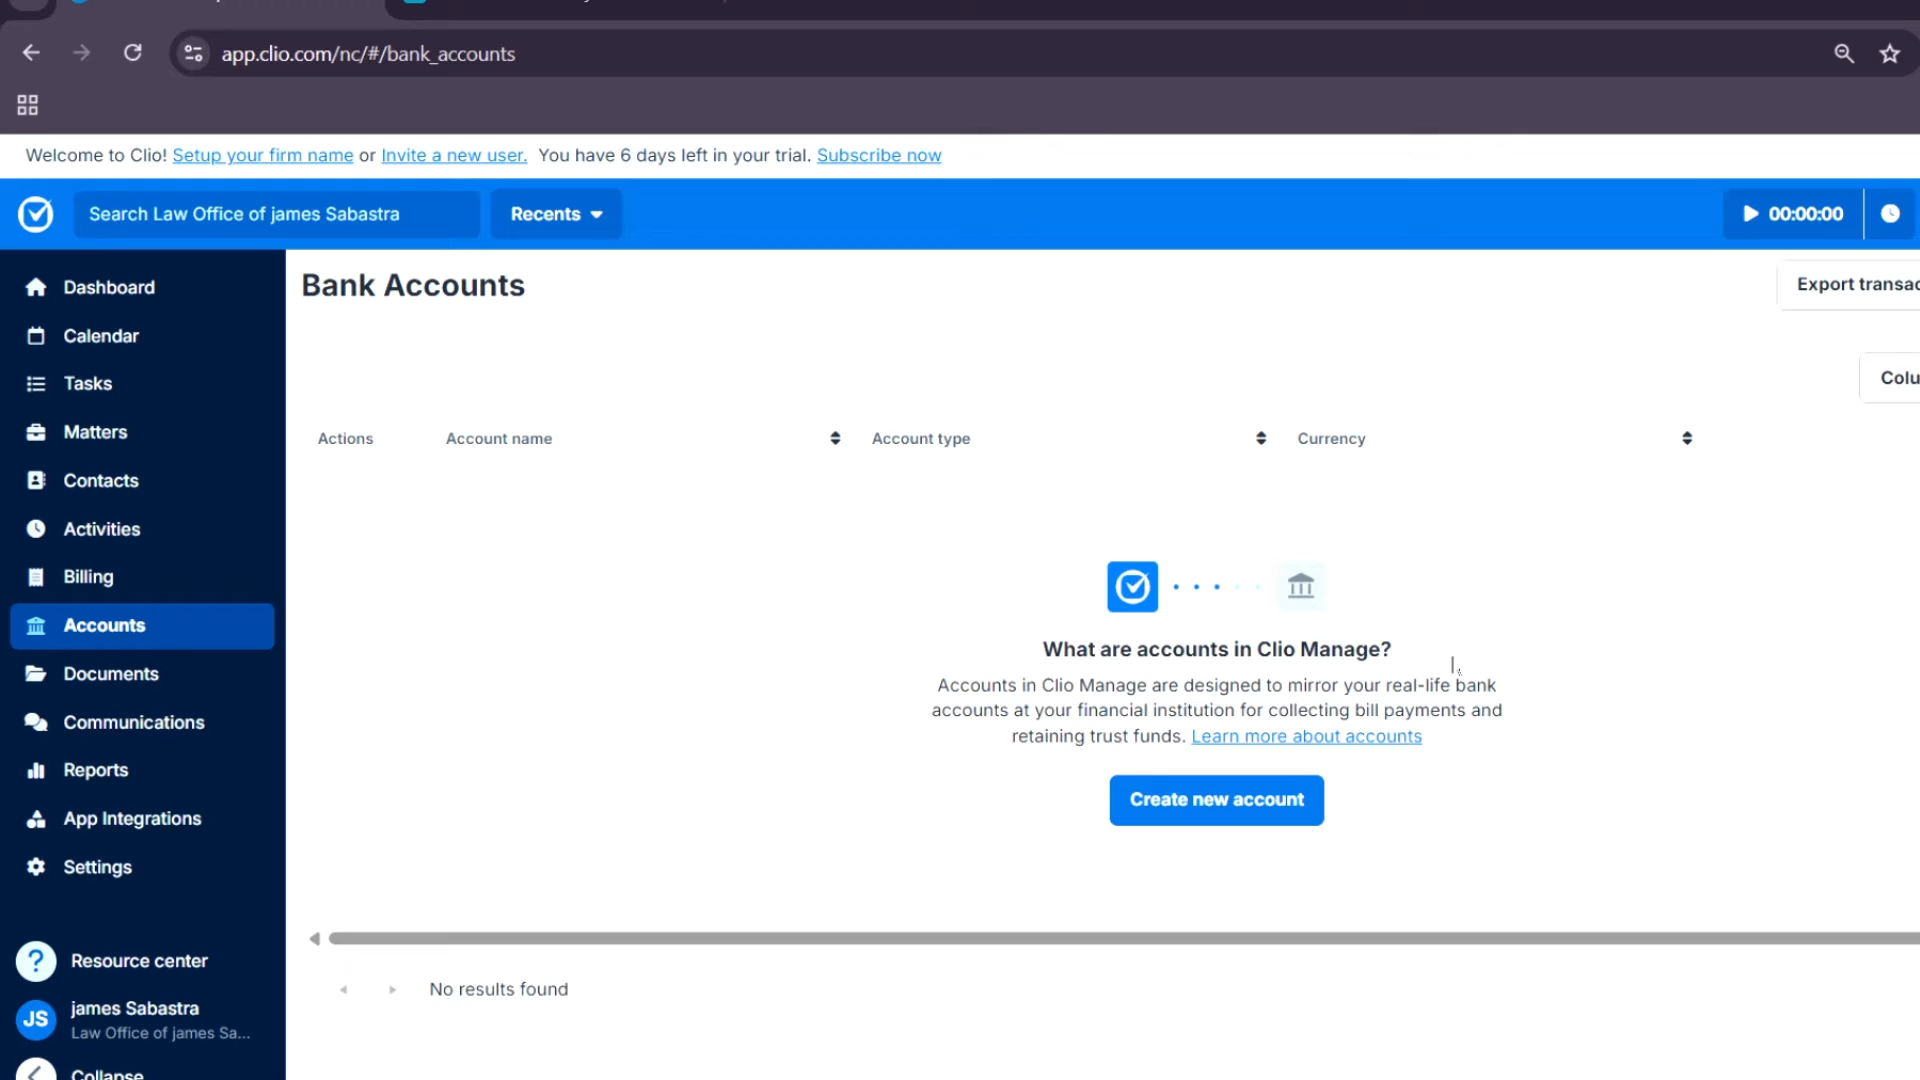 app.clio.com/nc/#/bank_accounts
Welcome to Clio! Setup your firm name or Invite a new user. You have 6 days left in your trial. Subscribe now
Search Law Office of james Sabastra
Recents
00:00:00
Dashboard
Calendar
Tasks
Matters
Contacts
Activities
Billing
Accounts
Documents
Communications
Reports
App Integrations
Settings
Resource center
JS
james Sabastra
Law Office of james Sa...
Collapse
Bank Accounts
Export transac
Colu
Actions
Account name
Account type
Currency
What are accounts in Clio Manage?
Accounts in Clio Manage are designed to mirror your real-life bank
accounts at your financial institution for collecting bill payments and
retaining trust funds. Learn more about accounts
Create new account
No results found